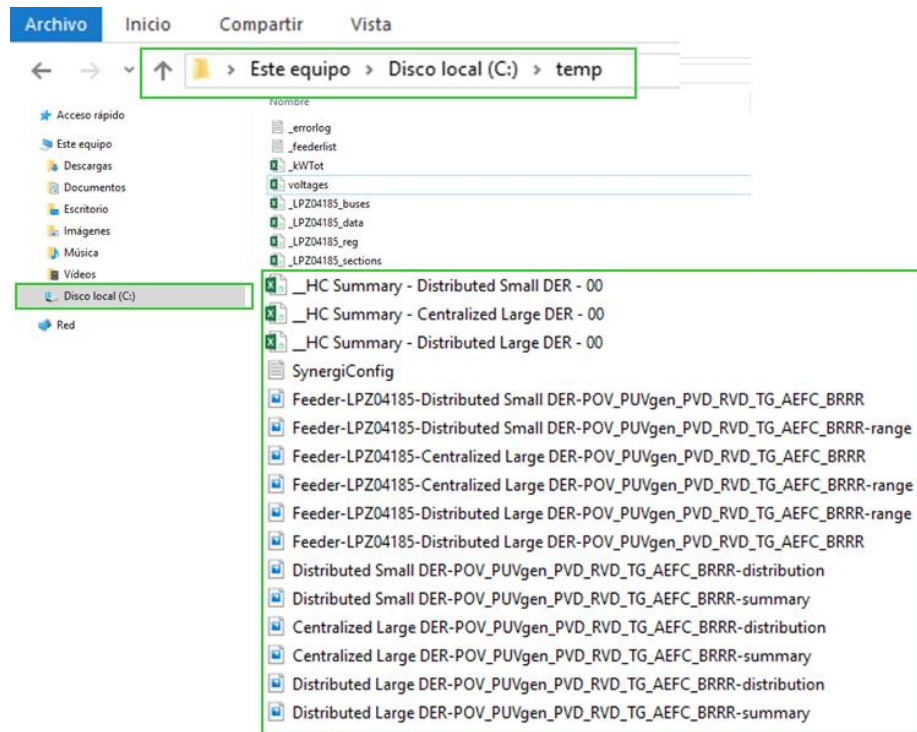 Archivo Inicio Compartir Vista
Este equipo > Disco local (C:) > temp
Acceso rápido
Este equipo
Descargas
Documentos
Escritorio
Imágenes
Música
Vídeos
Disco local (C:)
Red
Nombre
_errorlog
_feederlist
_kWTot
voltages
_LPZ04185_buses
_LPZ04185_data
_LPZ04185_reg
_LPZ04185_sections
__HC Summary - Distributed Small DER - 00
__HC Summary - Centralized Large DER - 00
__HC Summary - Distributed Large DER - 00
SynergiConfig
Feeder-LPZ04185-Distributed Small DER-POV_PUVgen_PVD_RVD_TG_AEFC_BRRR
Feeder-LPZ04185-Distributed Small DER-POV_PUVgen_PVD_RVD_TG_AEFC_BRRR-range
Feeder-LPZ04185-Centralized Large DER-POV_PUVgen_PVD_RVD_TG_AEFC_BRRR
Feeder-LPZ04185-Centralized Large DER-POV_PUVgen_PVD_RVD_TG_AEFC_BRRR-range
Feeder-LPZ04185-Distributed Large DER-POV_PUVgen_PVD_RVD_TG_AEFC_BRRR-range
Feeder-LPZ04185-Distributed Large DER-POV_PUVgen_PVD_RVD_TG_AEFC_BRRR
Distributed Small DER-POV_PUVgen_PVD_RVD_TG_AEFC_BRRR-distribution
Distributed Small DER-POV_PUVgen_PVD_RVD_TG_AEFC_BRRR-summary
Centralized Large DER-POV_PUVgen_PVD_RVD_TG_AEFC_BRRR-distribution
Centralized Large DER-POV_PUVgen_PVD_RVD_TG_AEFC_BRRR-summary
Distributed Large DER-POV_PUVgen_PVD_RVD_TG_AEFC_BRRR-distribution
Distributed Large DER-POV_PUVgen_PVD_RVD_TG_AEFC_BRRR-summary